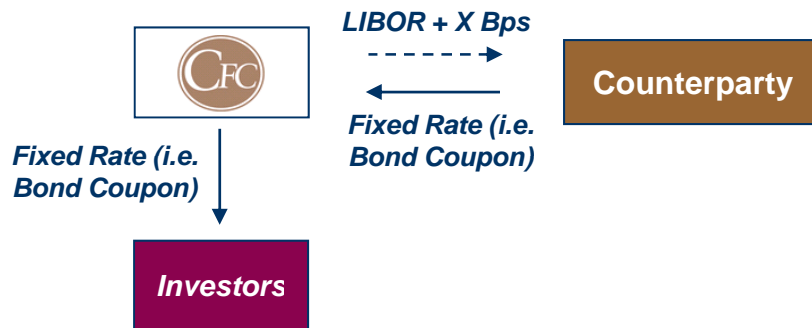 LIBOR + X Bps
CFC
Counterparty
Fixed Rate (i.e.
Bond Coupon)
Fixed Rate (i.e.
Bond Coupon)
Investors